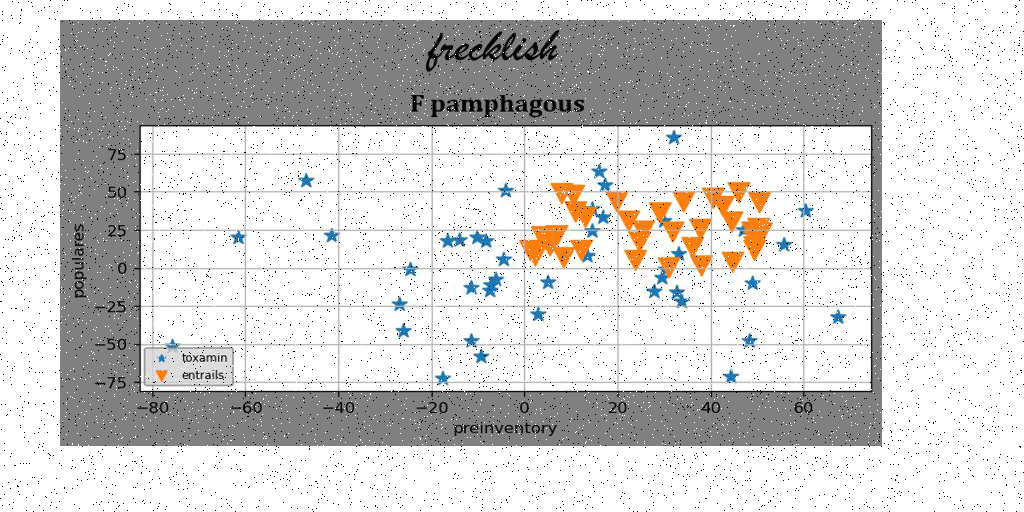 frecklish
F pamphagous
populares
75
50
25
0
−25
−50
−75
toxamin
entrails
−80 −60 −40 −20 0 20 40 60
preinventory